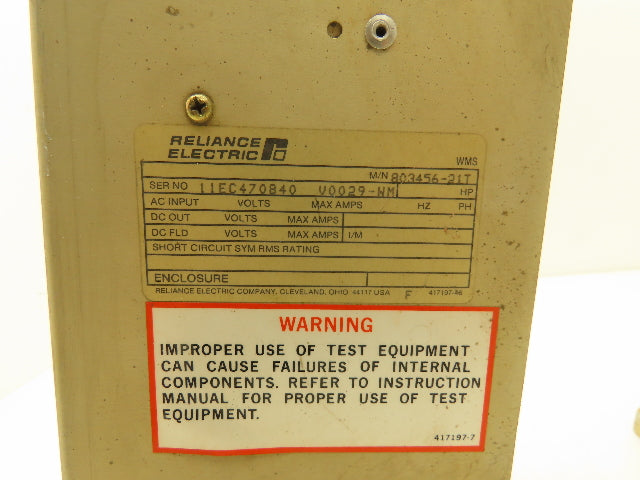 RELIANCE
ELECTRIC
WMS
M/N 803456-21T
SER NO 11EC470840 V0029-WM HP
AC INPUT VOLTS MAX AMPS HZ PH
DC OUT VOLTS MAX AMPS
DC FLD VOLTS MAX AMPS I/M
SHORT CIRCUIT SYM RMS RATING
ENCLOSURE
RELIANCE ELECTRIC COMPANY, CLEVELAND, OHIO 44117 USA F 417197-46
WARNING
IMPROPER USE OF TEST EQUIPMENT
CAN CAUSE FAILURES OF INTERNAL
COMPONENTS. REFER TO INSTRUCTION
MANUAL FOR PROPER USE OF TEST
EQUIPMENT.
417197-7